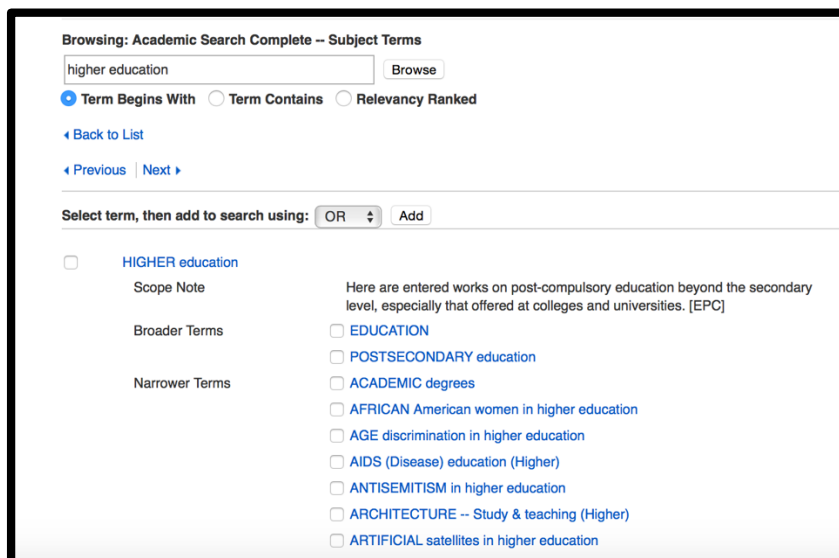 Browsing: Academic Search Complete -- Subject Terms
higher education Browse
Term Begins With Term Contains Relevancy Ranked
Back to List
Previous Next
Select term, then add to search using: OR Add
HIGHER education
Scope Note Here are entered works on post-compulsory education beyond the secondary
level, especially that offered at colleges and universities. [EPC]
Broader Terms EDUCATION
POSTSECONDARY education
Narrower Terms ACADEMIC degrees
AFRICAN American women in higher education
AGE discrimination in higher education
AIDS (Disease) education (Higher)
ANTISEMITISM in higher education
ARCHITECTURE -- Study & teaching (Higher)
ARTIFICIAL satellites in higher education